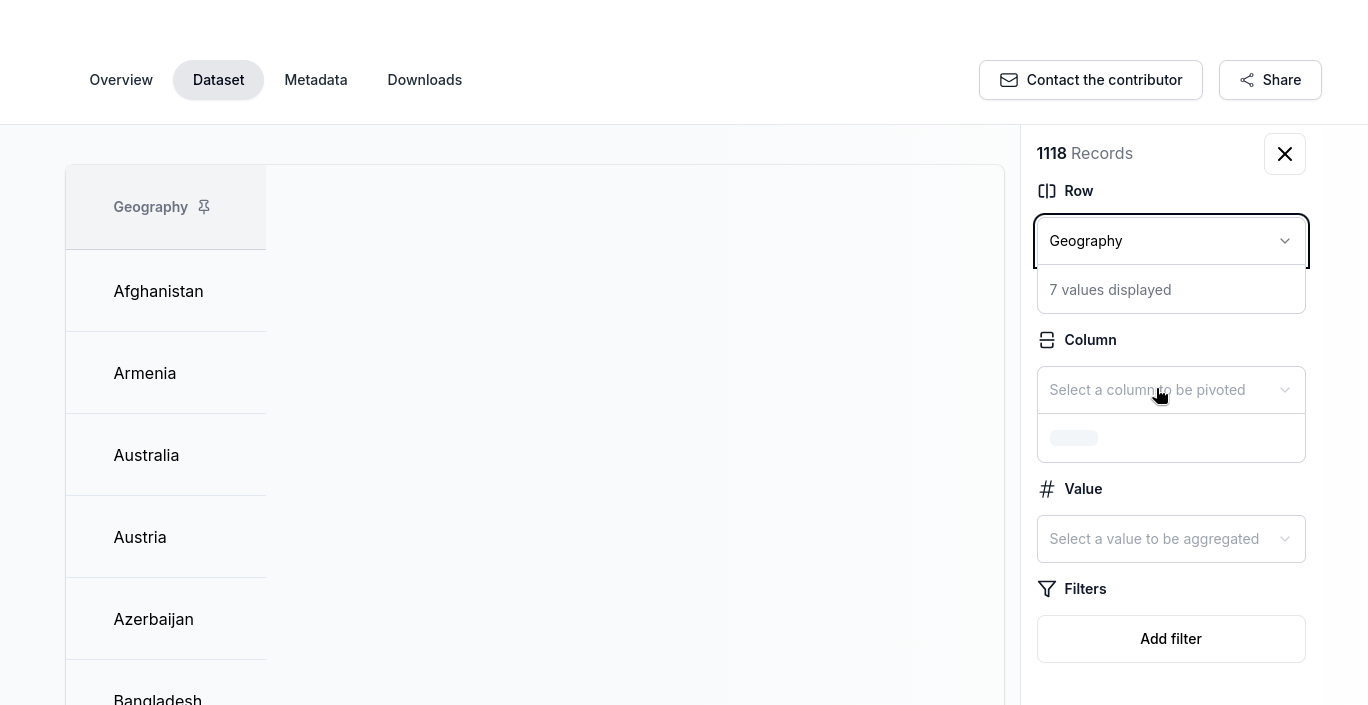 Overview Dataset Metadata Downloads Contact the contributor Share
1118 Records
Row
Geography
Geography
7 values displayed
Column
Select a column to be pivoted
Value
Select a value to be aggregated
Filters
Add filter
Afghanistan
Armenia
Australia
Austria
Azerbaijan
Bangladesh